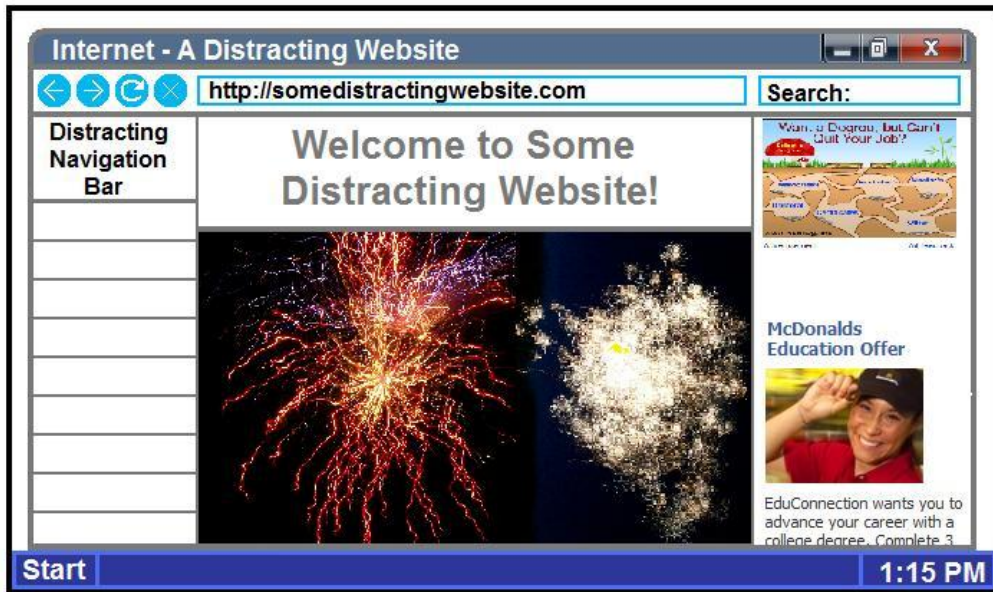 Internet - A Distracting Website
http://somedistractingwebsite.com
Search:
Distracting
Navigation
Bar
Welcome to Some
Distracting Website!
Want a Degree, but Can't
Quit Your Job?
McDonalds
Education Offer
EduConnection wants you to
advance your career with a
college degree. Complete 3
Start
1:15 PM